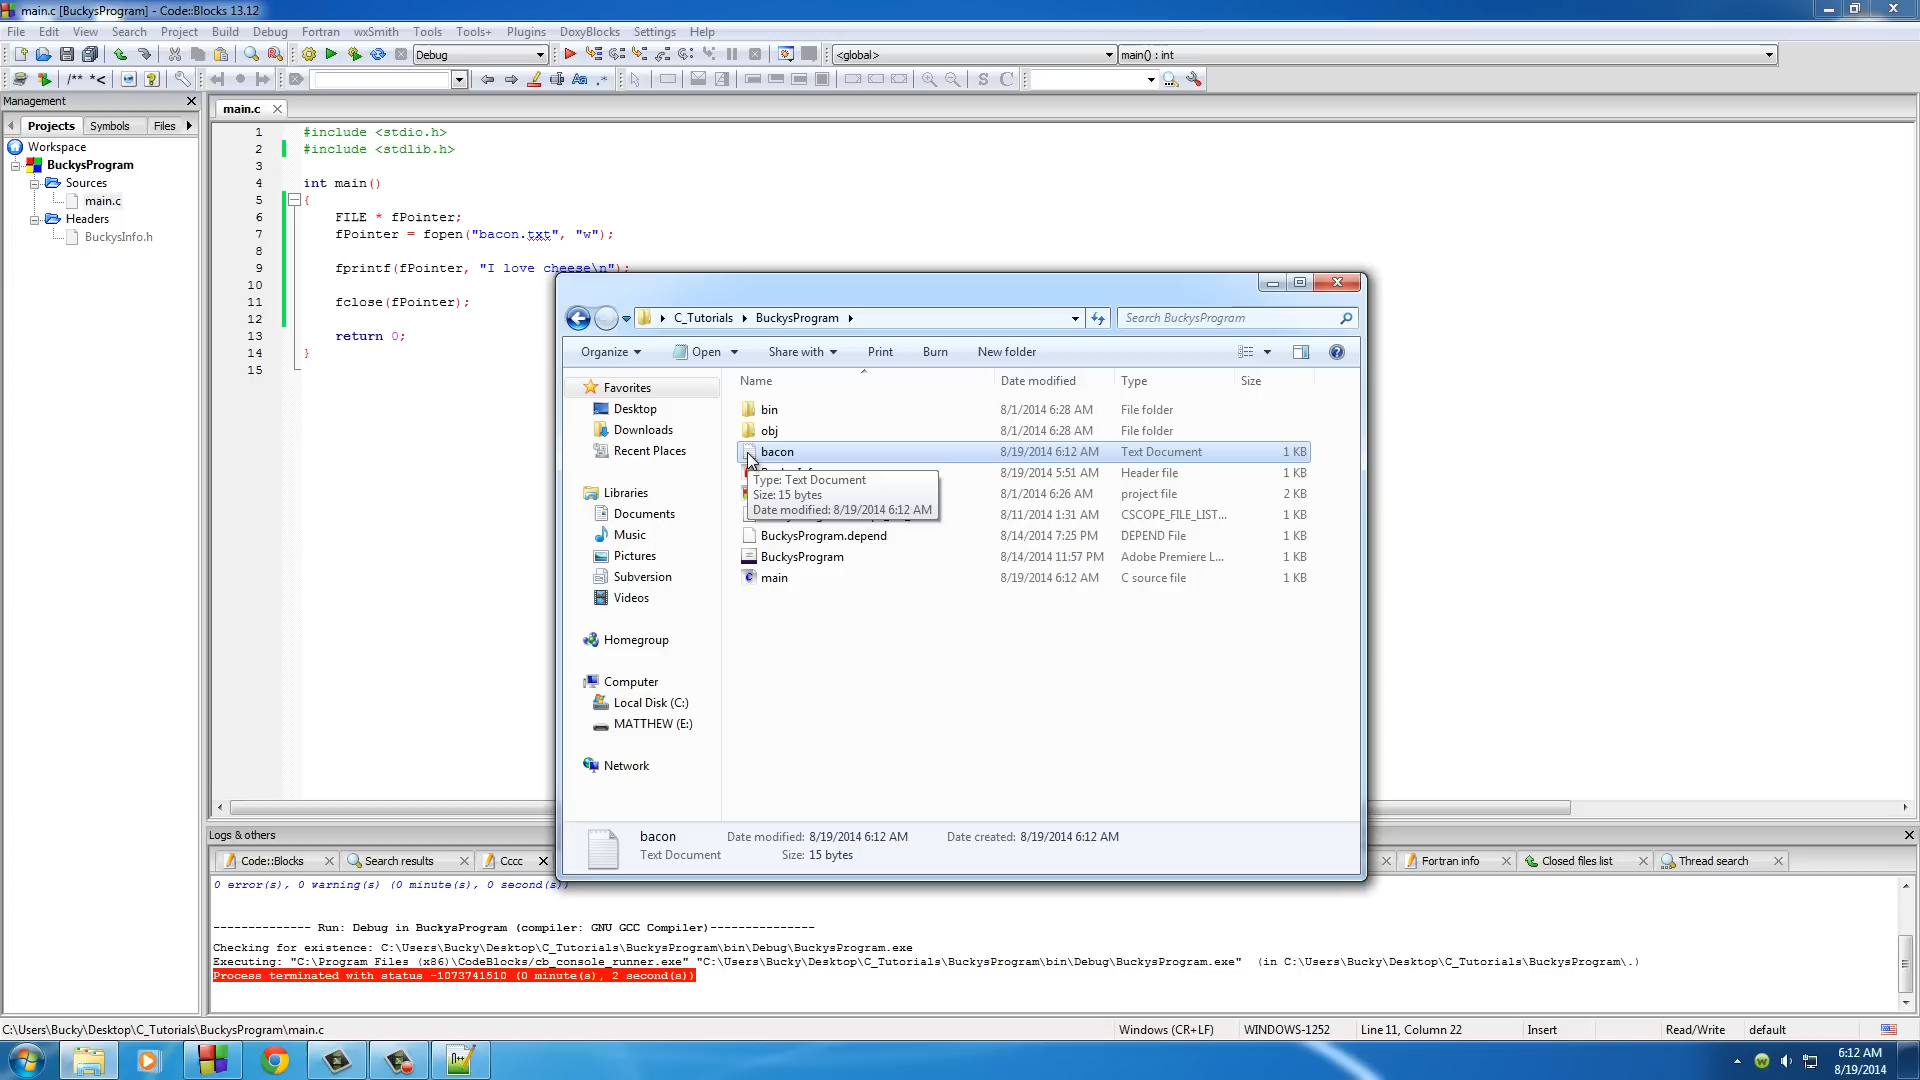 main.c [BuckysProgram] - Code::Blocks 13.12
File Edit View Search Project Build Debug Fortran wxSmith Tools Tools+ Plugins DoxyBlocks Settings Help
Debug <global> main() : int
/** *<
Aa .* S C
Management
Projects Symbols Files
main.c
Workspace
BuckysProgram
Sources
main.c
Headers
BuckysInfo.h
1 #include <stdio.h>
2 #include <stdlib.h>
3
4 int main()
5 {
6 FILE * fPointer;
7 fPointer = fopen("bacon.txt", "w");
8
9 fprintf(fPointer, "I love cheese\n");
10
11 fclose(fPointer);
12
13 return 0;
14 }
15
C_Tutorials BuckysProgram
Search BuckysProgram
Organize Open Share with Print Burn New folder
Favorites
Desktop
Downloads
Recent Places
Libraries
Documents
Music
Pictures
Subversion
Videos
Homegroup
Computer
Local Disk (C:)
MATTHEW (E:)
Network
Name Date modified Type Size
bin 8/1/2014 6:28 AM File folder
obj 8/1/2014 6:28 AM File folder
bacon 8/19/2014 6:12 AM Text Document 1 KB
8/19/2014 5:51 AM Header file 1 KB
8/1/2014 6:26 AM project file 2 KB
8/11/2014 1:31 AM CSCOPE_FILE_LIST... 1 KB
BuckysProgram.depend 8/14/2014 7:25 PM DEPEND File 1 KB
BuckysProgram 8/14/2014 11:57 PM Adobe Premiere L... 1 KB
main 8/19/2014 6:12 AM C source file 1 KB
Type: Text Document
Size: 15 bytes
Date modified: 8/19/2014 6:12 AM
bacon Date modified: 8/19/2014 6:12 AM Date created: 8/19/2014 6:12 AM
Text Document Size: 15 bytes
Logs & others
Code::Blocks Search results Cccc Fortran info Closed files list Thread search
0 error(s), 0 warning(s) (0 minute(s), 0 second(s))
-------------- Run: Debug in BuckysProgram (compiler: GNU GCC Compiler)---------------
Checking for existence: C:\Users\Bucky\Desktop\C_Tutorials\BuckysProgram\bin\Debug\BuckysProgram.exe
Executing: "C:\Program Files (x86)\CodeBlocks/cb_console_runner.exe" "C:\Users\Bucky\Desktop\C_Tutorials\BuckysProgram\bin\Debug\BuckysProgram.exe" (in C:\Users\Bucky\Desktop\C_Tutorials\BuckysProgram\.)
Process terminated with status -1073741510 (0 minute(s), 2 second(s))
C:\Users\Bucky\Desktop\C_Tutorials\BuckysProgram\main.c Windows (CR+LF) WINDOWS-1252 Line 11, Column 22 Insert Read/Write default
6:12 AM
8/19/2014